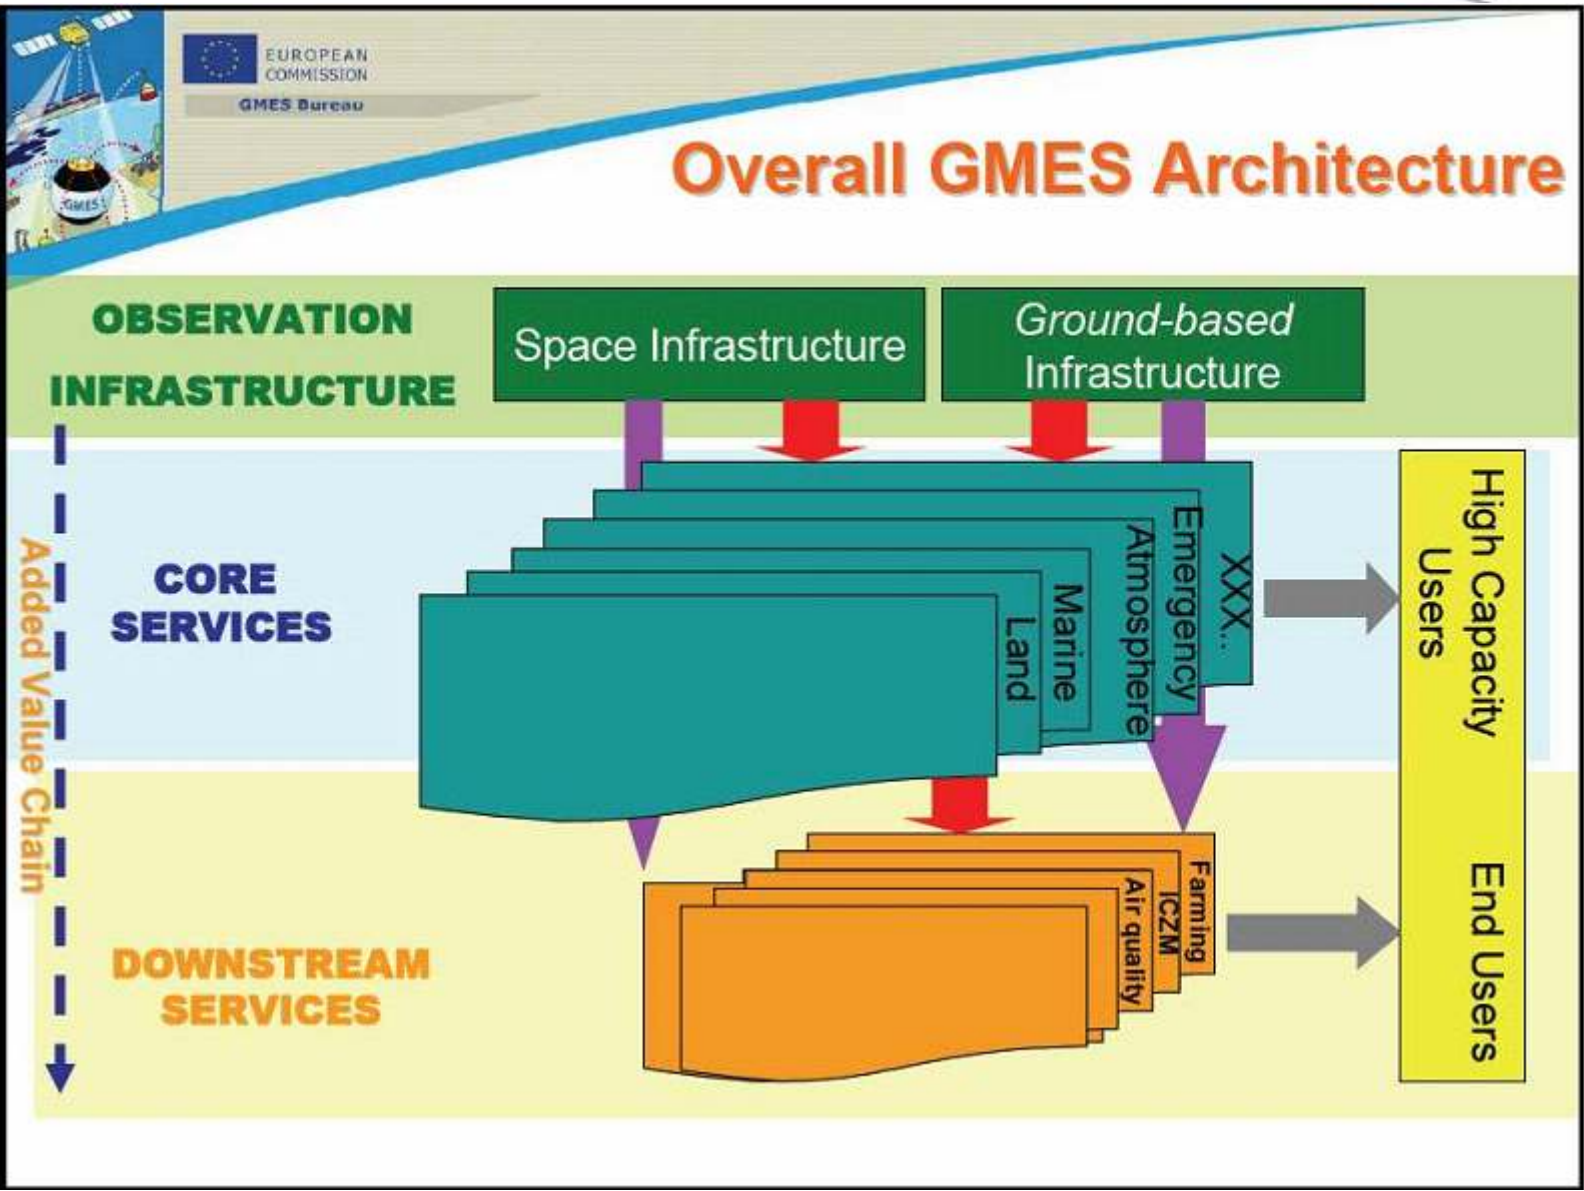 EUROPEAN
COMMISSION
GMES Bureau
GMES
Overall GMES Architecture
OBSERVATION
INFRASTRUCTURE
Space Infrastructure
Ground-based
Infrastructure
Added Value Chain
CORE
SERVICES
Land
Marine
Atmosphere
Emergency
XXX..
High Capacity
Users
DOWNSTREAM
SERVICES
Air quality
ICZM
Farming
End Users